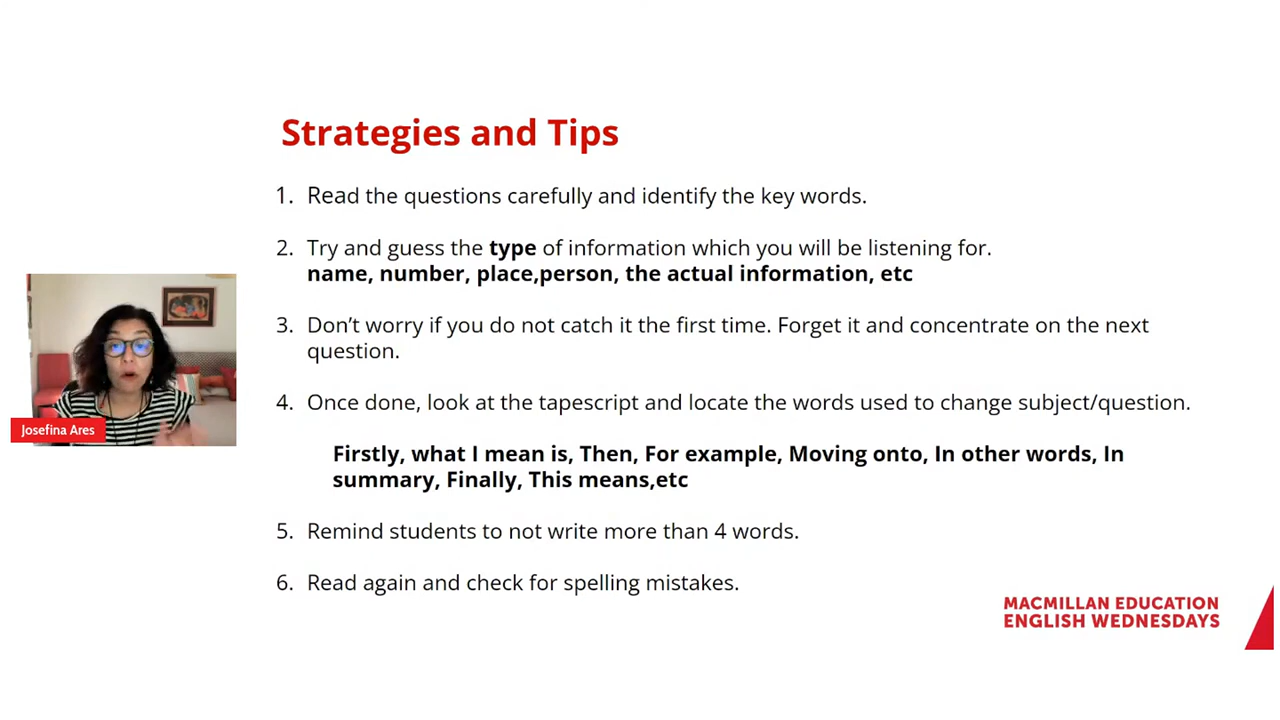 Strategies and Tips
1. Read the questions carefully and identify the key words.
2. Try and guess the type of information which you will be listening for.
name, number, place,person, the actual information, etc
3. Don’t worry if you do not catch it the first time. Forget it and concentrate on the next
question.
4. Once done, look at the tapescript and locate the words used to change subject/question.
Firstly, what I mean is, Then, For example, Moving onto, In other words, In
summary, Finally, This means,etc
5. Remind students to not write more than 4 words.
6. Read again and check for spelling mistakes.
Josefina Ares
MACMILLAN EDUCATION
ENGLISH WEDNESDAYS